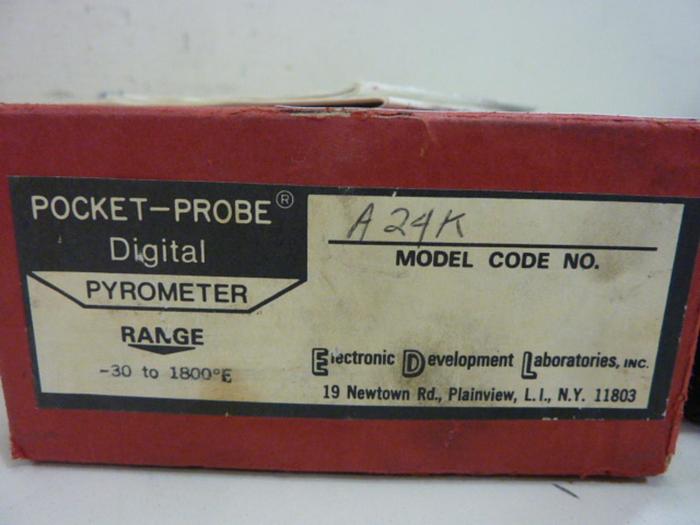 POCKET-PROBE®
Digital
PYROMETER
RANGE
-30 to 1800°F
A24K
MODEL CODE NO.
Electronic Development Laboratories, INC.
19 Newtown Rd., Plainview, L.I., N.Y. 11803